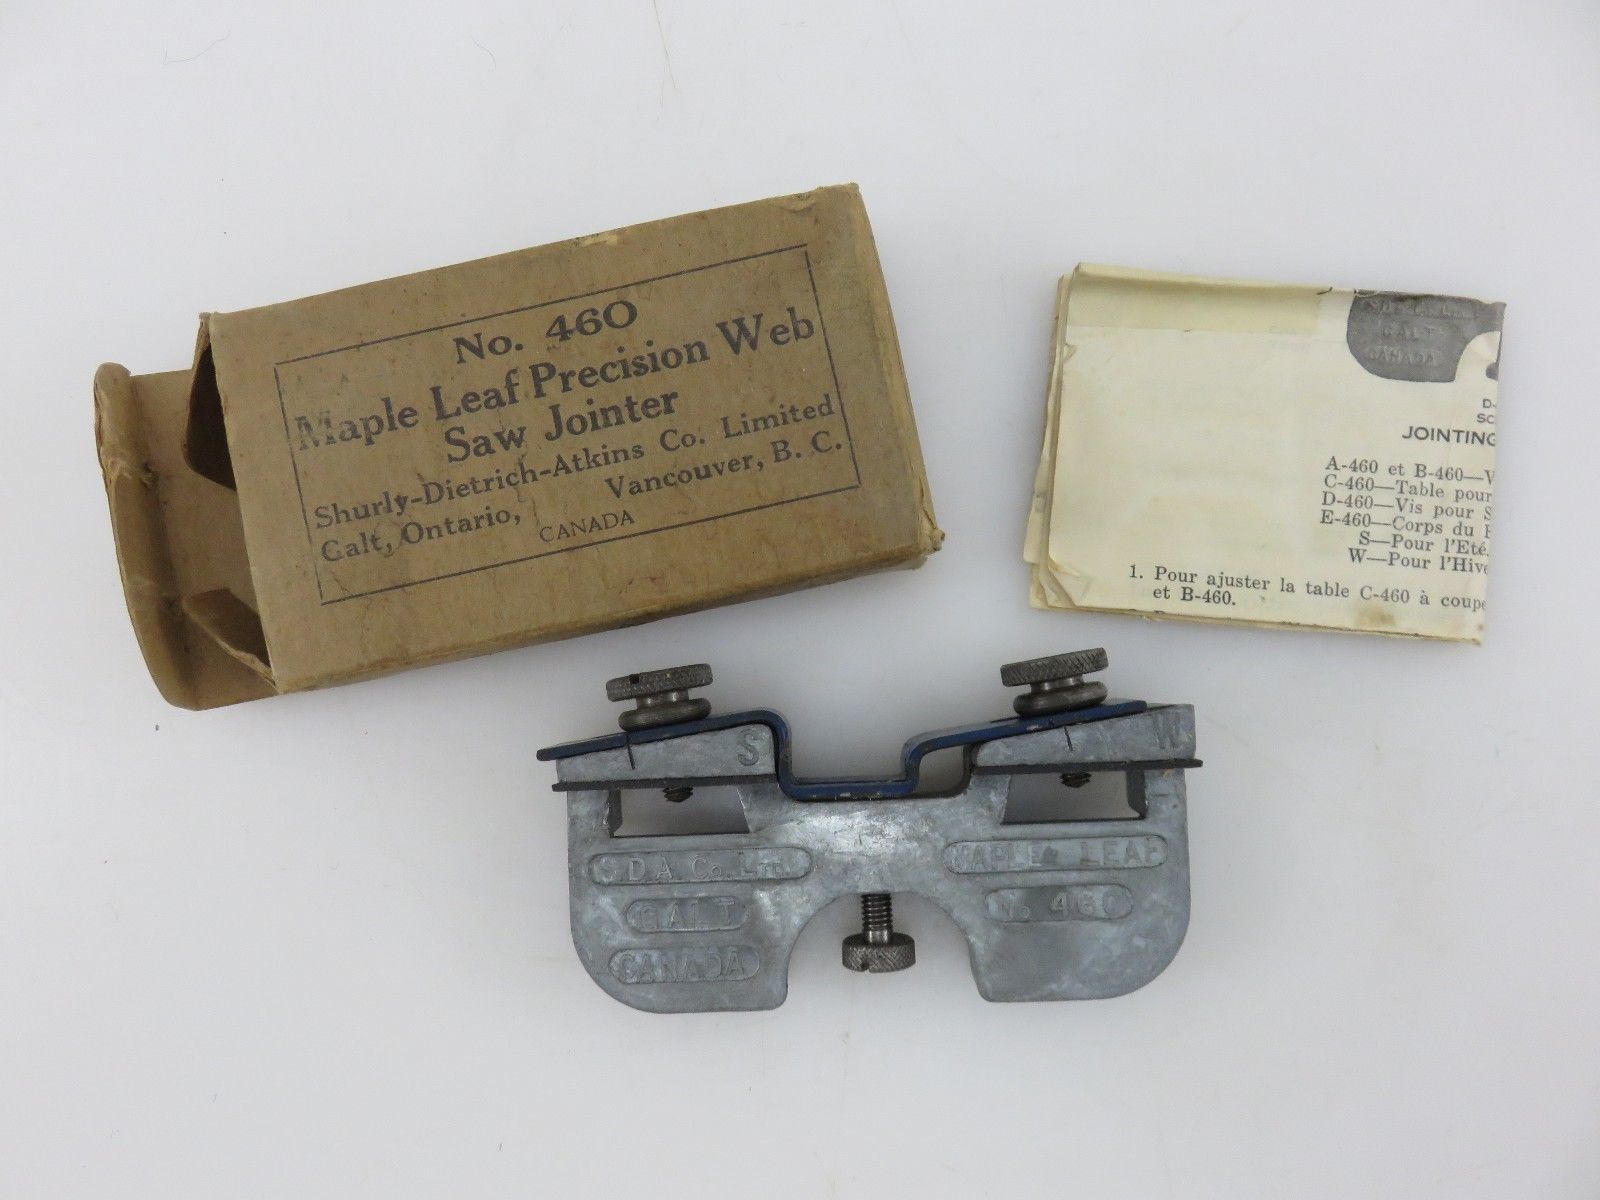 No. 460
Maple Leaf Precision Web
Saw Jointer
Shurly-Dietrich-Atkins Co. Limited
Galt, Ontario, Vancouver, B. C.
CANADA
GALT
CANADA
JOINTING
A-460 et B-460—V
C-460—Table pour
D-460—Vis pour S
E-460—Corps du
S—Pour l'Eté.
W—Pour l'Hive
1. Pour ajuster la table C-460 à coupe
et B-460.
S
W
S.D.A. Co. LTD.
GALT
CANADA
MAPLE LEAF
No 460